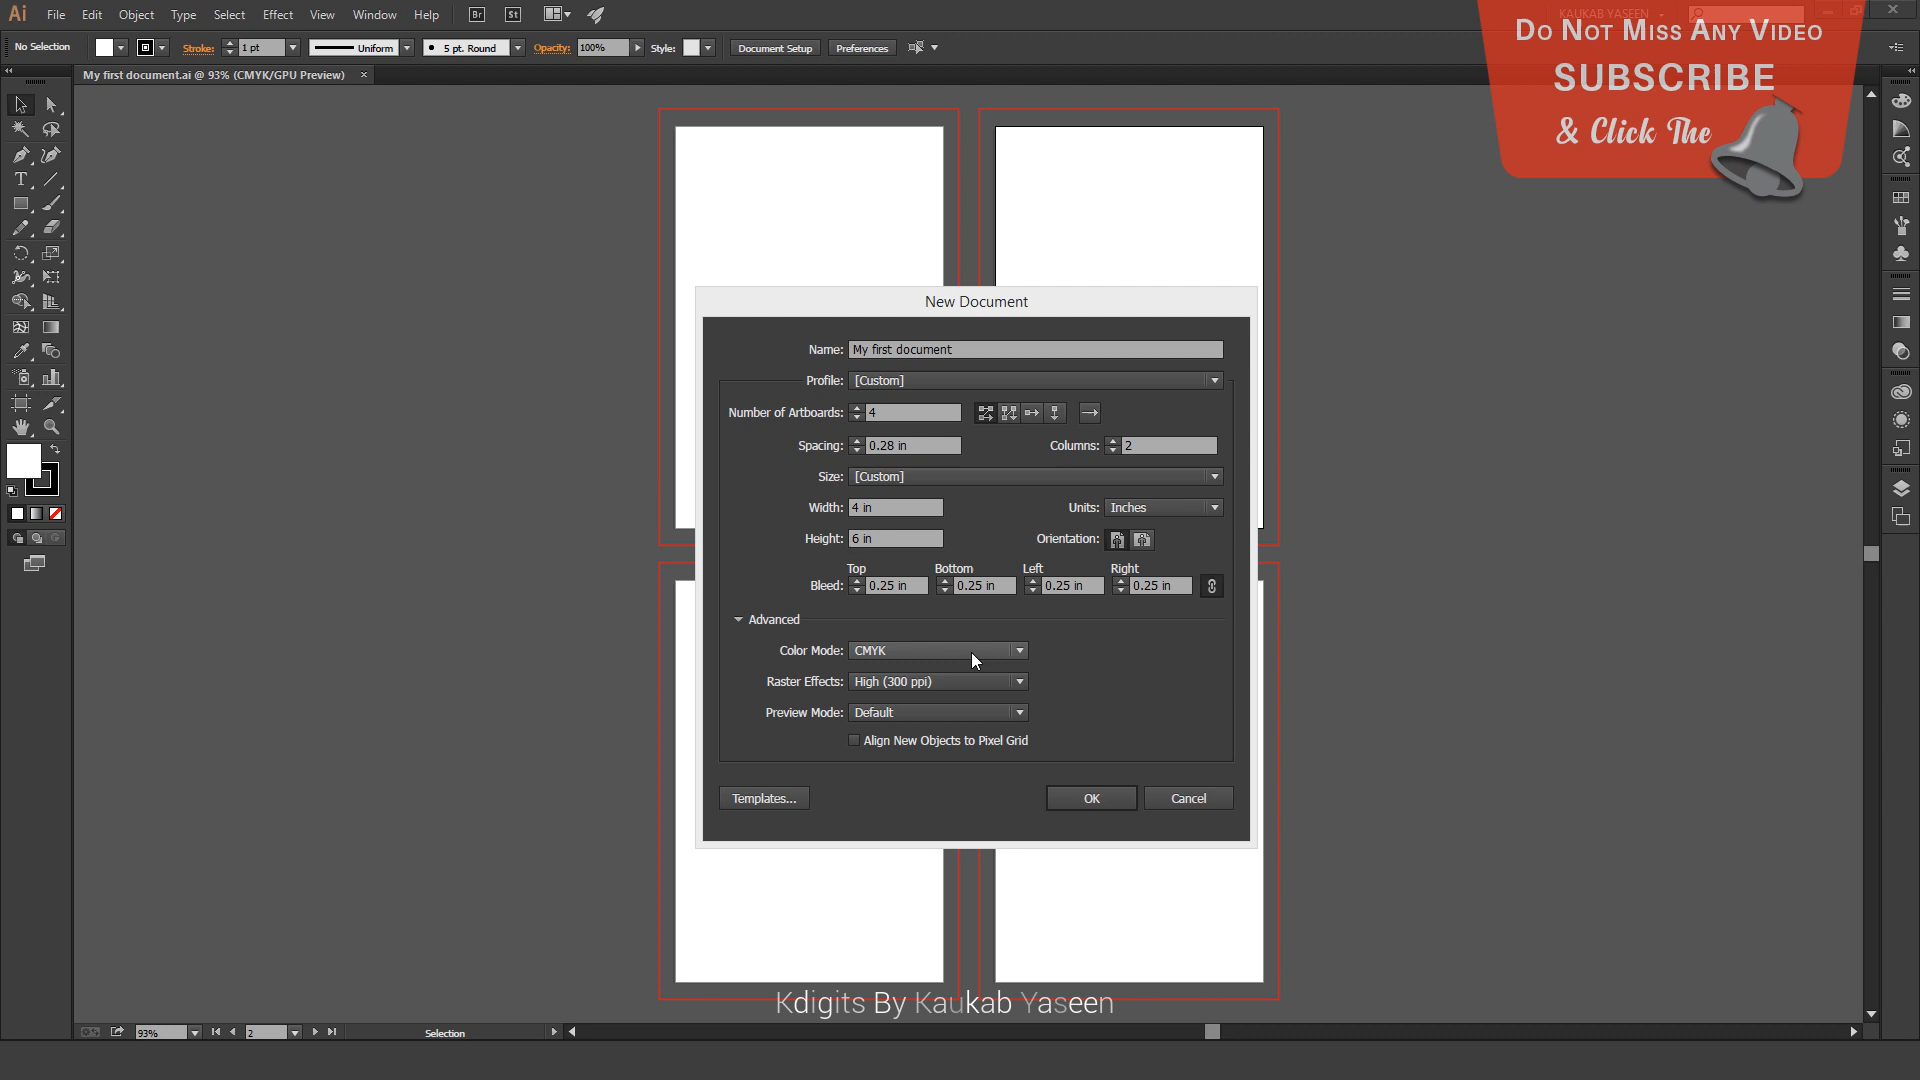 Ai File Edit Object Type Select Effect View Window Help Br St
KAUKAB YASEEN
Do Not Miss Any Video
SUBSCRIBE
& Click The
No Selection Stroke: 1 pt Uniform 5 pt. Round Opacity: 100% Style: Document Setup Preferences
My first document.ai @ 93% (CMYK/GPU Preview) ×
New Document
Name: My first document
Profile: [Custom]
Number of Artboards: 4
Spacing: 0.28 in Columns: 2
Size: [Custom]
Width: 4 in Units: Inches
Height: 6 in Orientation:
Top Bottom Left Right
Bleed: 0.25 in 0.25 in 0.25 in 0.25 in
Advanced
Color Mode: CMYK
Raster Effects: High (300 ppi)
Preview Mode: Default
Align New Objects to Pixel Grid
Templates... OK Cancel
Kdigits By Kaukab Yaseen
93% 2 Selection